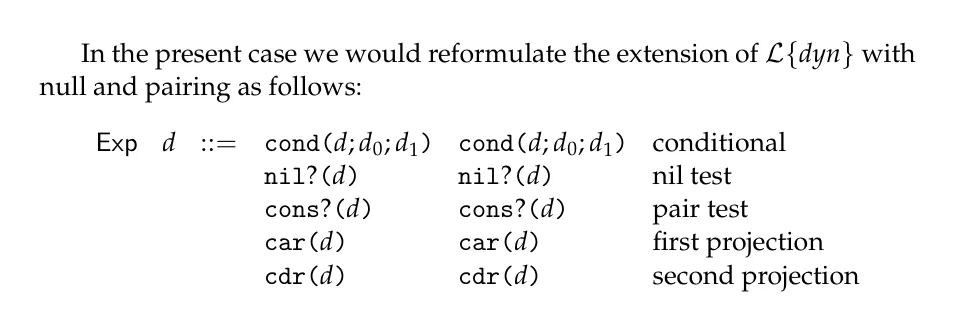 In the present case we would reformulate the extension of ℒ{dyn} with
null and pairing as follows:
Exp d ::= cond(d;d₀;d₁) cond(d;d₀;d₁) conditional
nil?(d) nil?(d) nil test
cons?(d) cons?(d) pair test
car(d) car(d) first projection
cdr(d) cdr(d) second projection